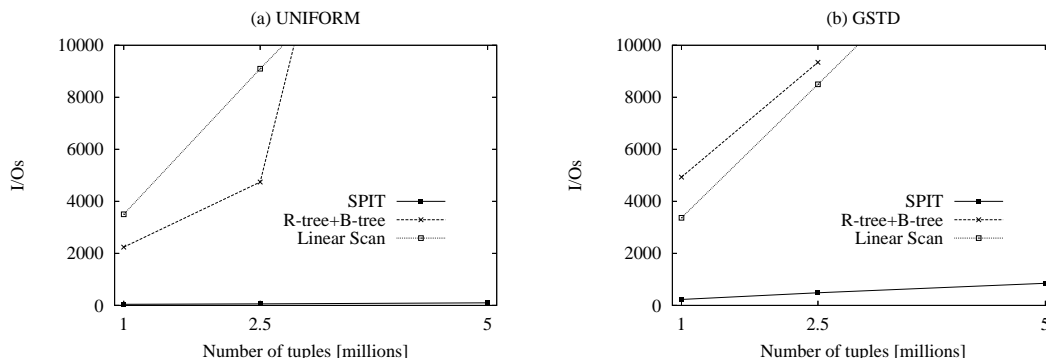 (a) UNIFORM
10000
8000
6000
4000
2000
0
I/Os
SPIT
R-tree+B-tree
Linear Scan
1
2.5
5
Number of tuples [millions]
(b) GSTD
10000
8000
6000
4000
2000
0
I/Os
SPIT
R-tree+B-tree
Linear Scan
1
2.5
5
Number of tuples [millions]